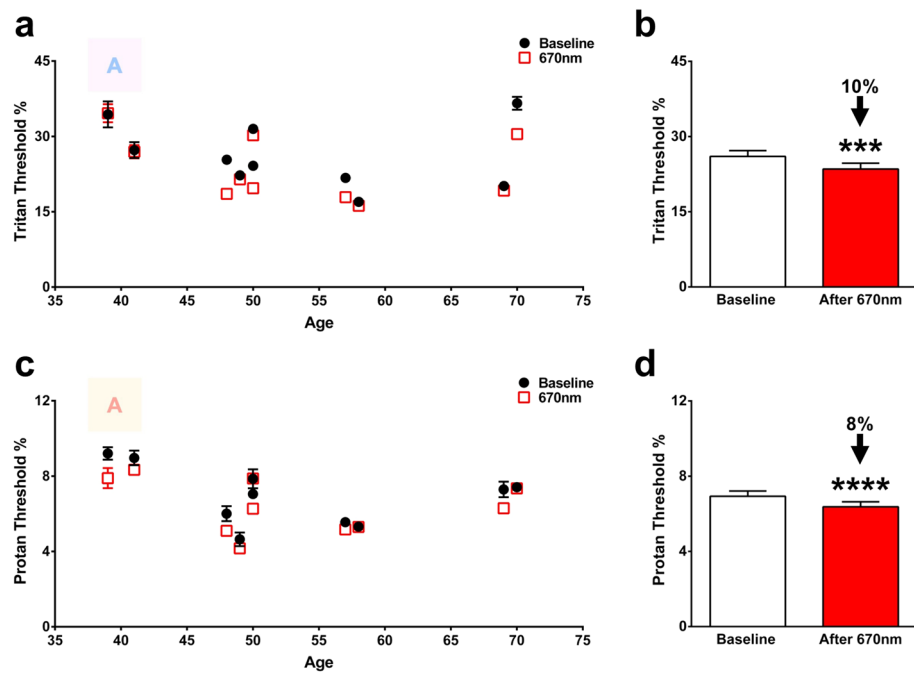 a
A
Baseline
670nm
Tritan Threshold %
45
30
15
0
35 40 45 50 55 60 65 70 75
Age
b
10%
***
Tritan Threshold %
45
30
15
0
Baseline After 670nm
c
A
Baseline
670nm
Protan Threshold %
12
8
4
0
35 40 45 50 55 60 65 70 75
Age
d
8%
****
Protan Threshold %
12
8
4
0
Baseline After 670nm